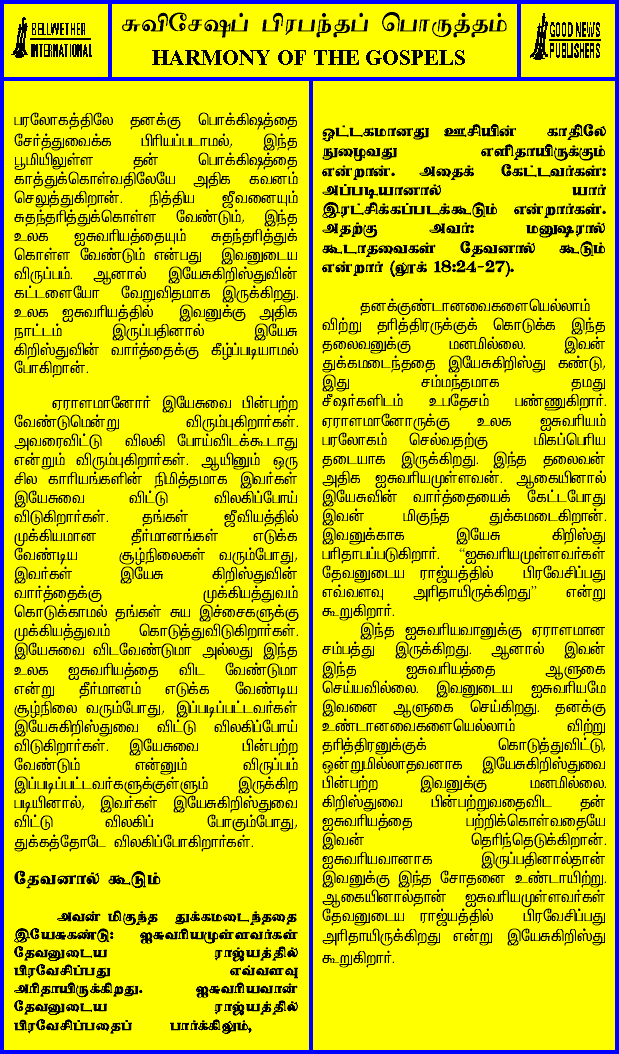 BELLWETHER
INTERNATIONAL
சுவிசேஷப் பிரபந்தப் பொருத்தம்
HARMONY OF THE GOSPELS
GOOD NEWS
PUBLISHERS
பரலோகத்திலே தனக்கு பொக்கிஷத்தை
சேர்த்துவைக்க பிரியப்படாமல், இந்த
பூமியிலுள்ள தன் பொக்கிஷத்தை
காத்துக்கொள்வதிலேயே அதிக கவனம்
செலுத்துகிறான். நித்திய ஜீவனையும்
சுதந்தரித்துக்கொள்ள வேண்டும், இந்த
உலக ஐசுவரியத்தையும் சுதந்தரித்துக்
கொள்ள வேண்டும் என்பது இவனுடைய
விருப்பம். ஆனால் இயேசுகிறிஸ்துவின்
கட்டளையோ வேறுவிதமாக இருக்கிறது.
உலக ஐசுவரியத்தில் இவனுக்கு அதிக
நாட்டம் இருப்பதினால் இயேசு
கிறிஸ்துவின் வார்த்தைக்கு கீழ்ப்படியாமல்
போகிறான்.
ஏராளமானோர் இயேசுவை பின்பற்ற
வேண்டுமென்று விரும்புகிறார்கள்.
அவரைவிட்டு விலகி போய்விடக்கூடாது
என்றும் விரும்புகிறார்கள். ஆயினும் ஒரு
சில காரியங்களின் நிமித்தமாக இவர்கள்
இயேசுவை விட்டு விலகிப்போய்
விடுகிறார்கள். தங்கள் ஜீவியத்தில்
முக்கியமான தீர்மானங்கள் எடுக்க
வேண்டிய சூழ்நிலைகள் வரும்போது,
இவர்கள் இயேசு கிறிஸ்துவின்
வார்த்தைக்கு முக்கியத்துவம்
கொடுக்காமல் தங்கள் சுய இச்சைகளுக்கு
முக்கியத்துவம் கொடுத்துவிடுகிறார்கள்.
இயேசுவை விடவேண்டுமா அல்லது இந்த
உலக ஐசுவரியத்தை விட வேண்டுமா
என்று தீர்மானம் எடுக்க வேண்டிய
சூழ்நிலை வரும்போது, இப்படிப்பட்டவர்கள்
இயேசுகிறிஸ்துவை விட்டு விலகிப்போய்
விடுகிறார்கள். இயேசுவை பின்பற்ற
வேண்டும் என்னும் விருப்பம்
இப்படிப்பட்டவர்களுக்குள்ளும் இருக்கிற
படியினால், இவர்கள் இயேசுகிறிஸ்துவை
விட்டு விலகிப் போகும்போது,
துக்கத்தோடே விலகிப்போகிறார்கள்.
தேவனால் கூடும்
அவன் மிகுந்த துக்கமடைந்ததை
இயேசுகண்டு: ஐசுவரியமுள்ளவர்கள்
தேவனுடைய ராஜ்யத்தில்
பிரவேசிப்பது எவ்வளவு
அரிதாயிருக்கிறது. ஐசுவரியவான்
தேவனுடைய ராஜ்யத்தில்
பிரவேசிப்பதைப் பார்க்கிலும்,
ஒட்டகமானது ஊசியின் காதிலே
நுழைவது எளிதாயிருக்கும்
என்றான். அதைக் கேட்டவர்கள்:
அப்படியானால் யார்
இரட்சிக்கப்படக்கூடும் என்றார்கள்.
அதற்கு அவர்: மனுஷரால்
கூடாதவைகள் தேவனால் கூடும்
என்றார் (லூக் 18:24-27).
தனக்குண்டானவைகளையெல்லாம்
விற்று தரித்திரருக்குக் கொடுக்க இந்த
தலைவனுக்கு மனமில்லை. இவன்
துக்கமடைந்ததை இயேசுகிறிஸ்து கண்டு,
இது சம்மந்தமாக தமது
சீஷர்களிடம் உபதேசம் பண்ணுகிறார்.
ஏராளமானோருக்கு உலக ஐசுவரியம்
பரலோகம் செல்வதற்கு மிகப்பெரிய
தடையாக இருக்கிறது. இந்த தலைவன்
அதிக ஐசுவரியமுள்ளவன். ஆகையினால்
இயேசுவின் வார்த்தையைக் கேட்டபோது
இவன் மிகுந்த துக்கமடைகிறான்.
இவனுக்காக இயேசு கிறிஸ்து
பரிதாபப்படுகிறார். "ஐசுவரியமுள்ளவர்கள்
தேவனுடைய ராஜ்யத்தில் பிரவேசிப்பது
எவ்வளவு அரிதாயிருக்கிறது" என்று
கூறுகிறார்.
இந்த ஐசுவரியவானுக்கு ஏராளமான
சம்பத்து இருக்கிறது. ஆனால் இவன்
இந்த ஐசுவரியத்தை ஆளுகை
செய்யவில்லை. இவனுடைய ஐசுவரியமே
இவனை ஆளுகை செய்கிறது. தனக்கு
உண்டானவைகளையெல்லாம் விற்று
தரித்திரனுக்குக் கொடுத்துவிட்டு,
ஒன்றுமில்லாதவனாக இயேசுகிறிஸ்துவை
பின்பற்ற இவனுக்கு மனமில்லை.
கிறிஸ்துவை பின்பற்றுவதைவிட தன்
ஐசுவரியத்தை பற்றிக்கொள்வதையே
இவன் தெரிந்தெடுக்கிறான்.
ஐசுவரியவானாக இருப்பதினால்தான்
இவனுக்கு இந்த சோதனை உண்டாயிற்று.
ஆகையினால்தான் ஐசுவரியமுள்ளவர்கள்
தேவனுடைய ராஜ்யத்தில் பிரவேசிப்பது
அரிதாயிருக்கிறது என்று இயேசுகிறிஸ்து
கூறுகிறார்.